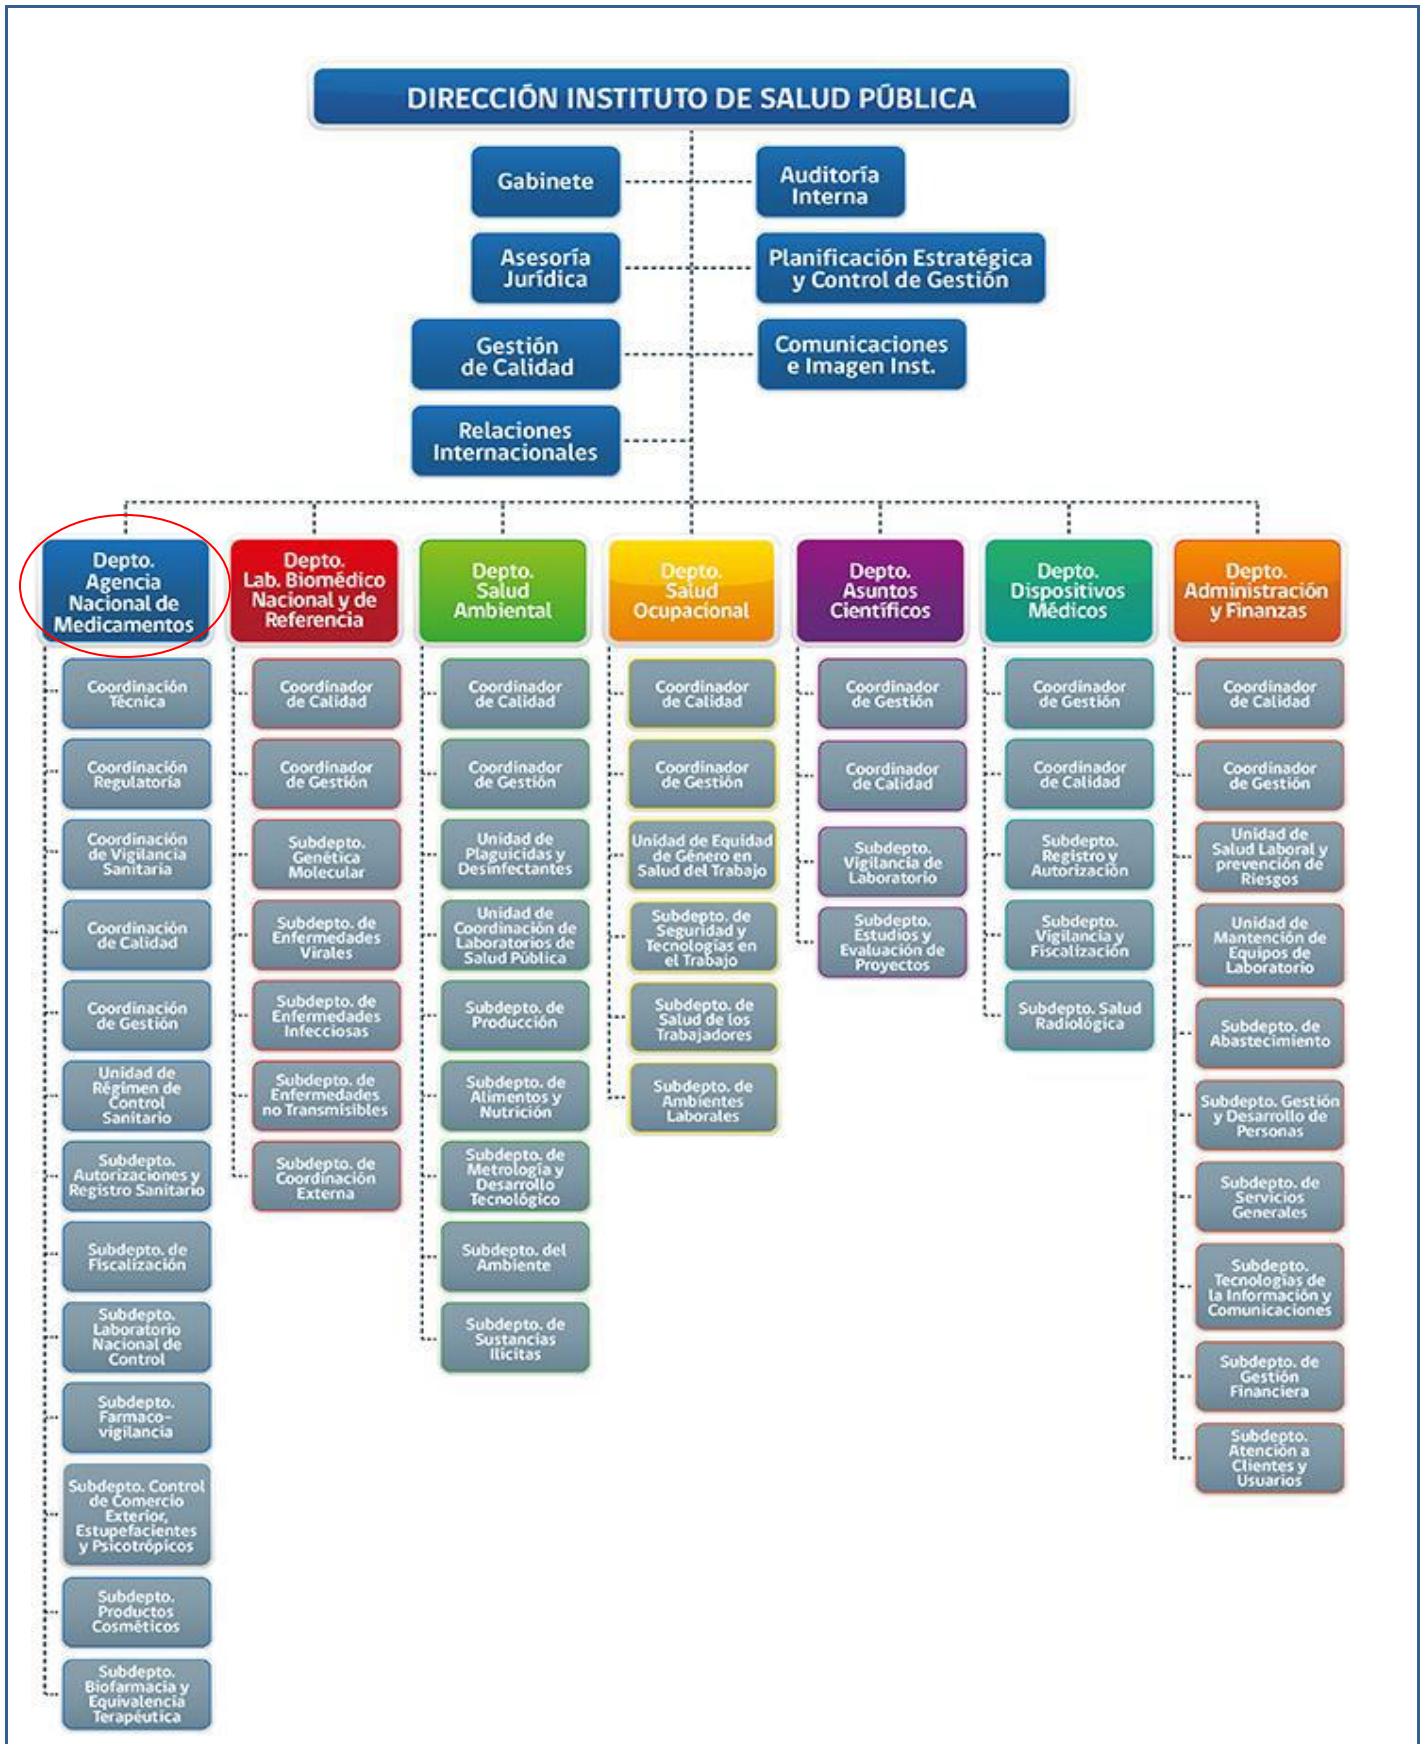 DIRECCIÓN INSTITUTO DE SALUD PÚBLICA
Gabinete
Auditoría
Interna
Asesoría
Jurídica
Planificación Estratégica
y Control de Gestión
Gestión
de Calidad
Comunicaciones
e Imagen Inst.
Relaciones
Internacionales
Depto.
Agencia
Nacional de
Medicamentos
Coordinación
Técnica
Coordinación
Regulatoria
Coordinación
de Vigilancia
Sanitaria
Coordinación
de Calidad
Coordinación
de Gestión
Unidad de
Régimen de
Control
Sanitario
Subdepto.
Autorizaciones y
Registro Sanitario
Subdepto. de
Fiscalización
Subdepto.
Laboratorio
Nacional de
Control
Subdepto.
Farmaco-
vigilancia
Subdepto. Control
de Comercio
Exterior,
Estupefacientes
y Psicotrópicos
Subdepto.
Productos
Cosméticos
Subdepto.
Biofarmacia y
Equivalencia
Terapéutica
Depto.
Lab. Biomédico
Nacional y de
Referencia
Coordinador
de Calidad
Coordinador
de Gestión
Subdepto.
Genética
Molecular
Subdepto. de
Enfermedades
Virales
Subdepto. de
Enfermedades
Infecciosas
Subdepto. de
Enfermedades
no Transmisibles
Subdepto. de
Coordinación
Externa
Depto.
Salud
Ambiental
Coordinador
de Calidad
Coordinador
de Gestión
Unidad de
Plaguicidas y
Desinfectantes
Unidad de
Coordinación de
Laboratorios de
Salud Pública
Subdepto. de
Producción
Subdepto. de
Alimentos y
Nutrición
Subdepto. de
Metrología y
Desarrollo
Tecnológico
Subdepto. del
Ambiente
Subdepto. de
Sustancias
Ilícitas
Depto.
Salud
Ocupacional
Coordinador
de Calidad
Coordinador
de Gestión
Unidad de Equidad
de Género en
Salud del Trabajo
Subdepto. de
Seguridad y
Tecnologías en
el Trabajo
Subdepto. de
Salud de los
Trabajadores
Subdepto. de
Ambientes
Laborales
Depto.
Asuntos
Científicos
Coordinador
de Gestión
Coordinador
de Calidad
Subdepto.
Vigilancia de
Laboratorio
Subdepto.
Estudios y
Evaluación de
Proyectos
Depto.
Dispositivos
Médicos
Coordinador
de Gestión
Coordinador
de Calidad
Subdepto.
Registro y
Autorización
Subdepto.
Vigilancia y
Fiscalización
Subdepto. Salud
Radiológica
Depto.
Administración
y Finanzas
Coordinador
de Calidad
Coordinador
de Gestión
Unidad de
Salud Laboral y
prevención de
Riesgos
Unidad de
Mantención de
Equipos de
Laboratorio
Subdepto. de
Abastecimiento
Subdepto. Gestión
y Desarrollo de
Personas
Subdepto. de
Servicios
Generales
Subdepto.
Tecnologías de
la Información y
Comunicaciones
Subdepto. de
Gestión
Financiera
Subdepto.
Atención a
Clientes y
Usuarios